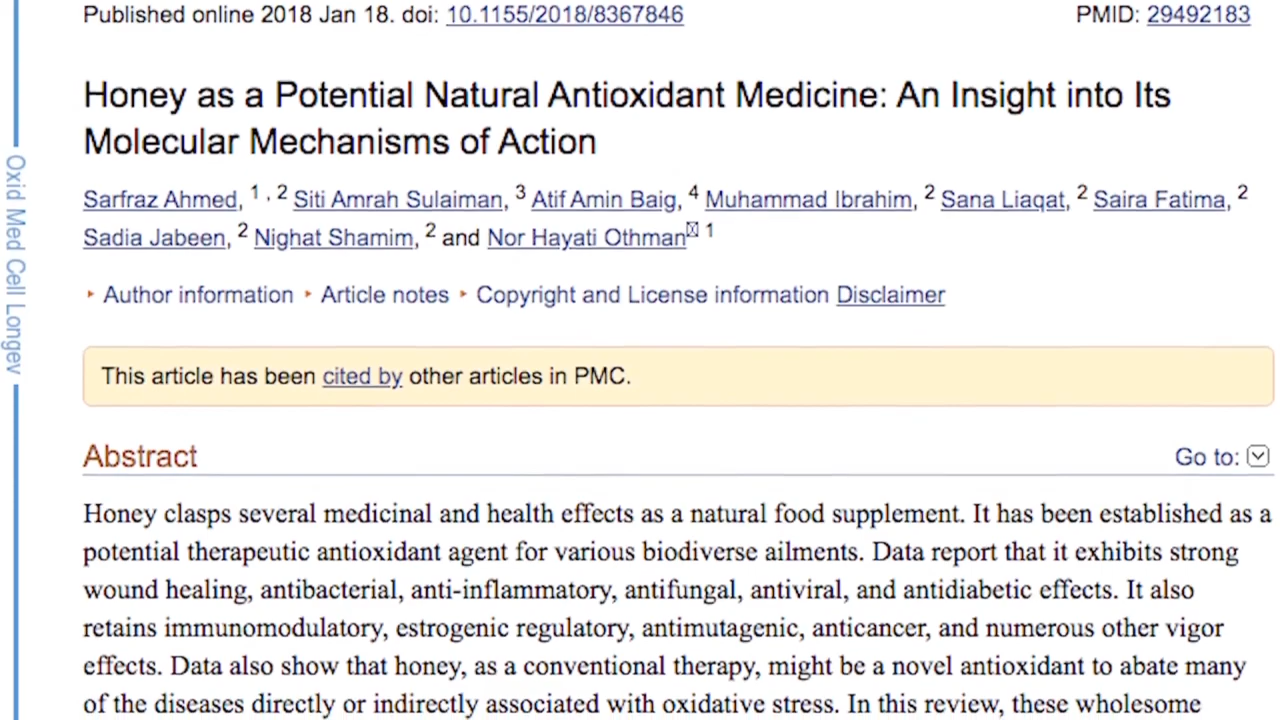 Published online 2018 Jan 18. doi: 10.1155/2018/8367846 PMID: 29492183
Honey as a Potential Natural Antioxidant Medicine: An Insight into Its
Molecular Mechanisms of Action
Sarfraz Ahmed, 1 , 2 Siti Amrah Sulaiman, 3 Atif Amin Baig, 4 Muhammad Ibrahim, 2 Sana Liaqat, 2 Saira Fatima, 2
Sadia Jabeen, 2 Nighat Shamim, 2 and Nor Hayati Othman 1
Author information Article notes Copyright and License information Disclaimer
This article has been cited by other articles in PMC.
Abstract Go to:
Honey clasps several medicinal and health effects as a natural food supplement. It has been established as a
potential therapeutic antioxidant agent for various biodiverse ailments. Data report that it exhibits strong
wound healing, antibacterial, anti-inflammatory, antifungal, antiviral, and antidiabetic effects. It also
retains immunomodulatory, estrogenic regulatory, antimutagenic, anticancer, and numerous other vigor
effects. Data also show that honey, as a conventional therapy, might be a novel antioxidant to abate many
of the diseases directly or indirectly associated with oxidative stress. In this review, these wholesome
Oxid Med Cell Longev